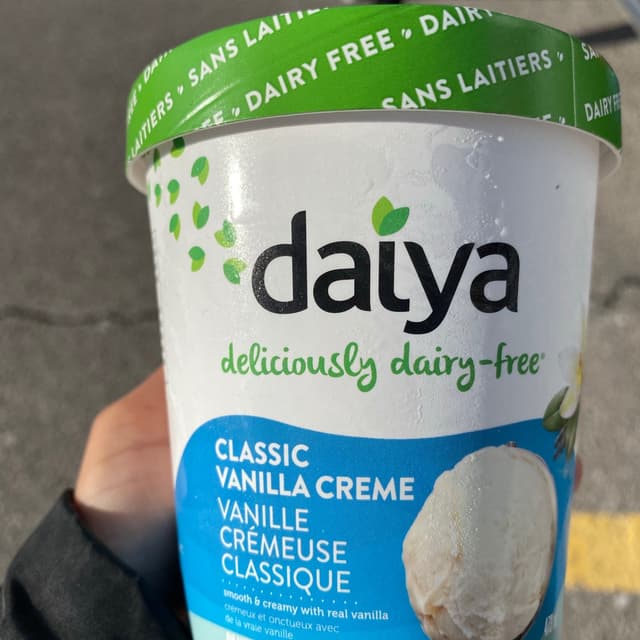 SANS LAITIERS
DAIRY FREE
SANS LAITIERS
DAIRY FREE
daiya
deliciously dairy-free
CLASSIC
VANILLA CREME
VANILLE
CRÉMEUSE
CLASSIQUE
smooth & creamy with real vanilla
crémeux et onctueux avec
de la vraie vanille